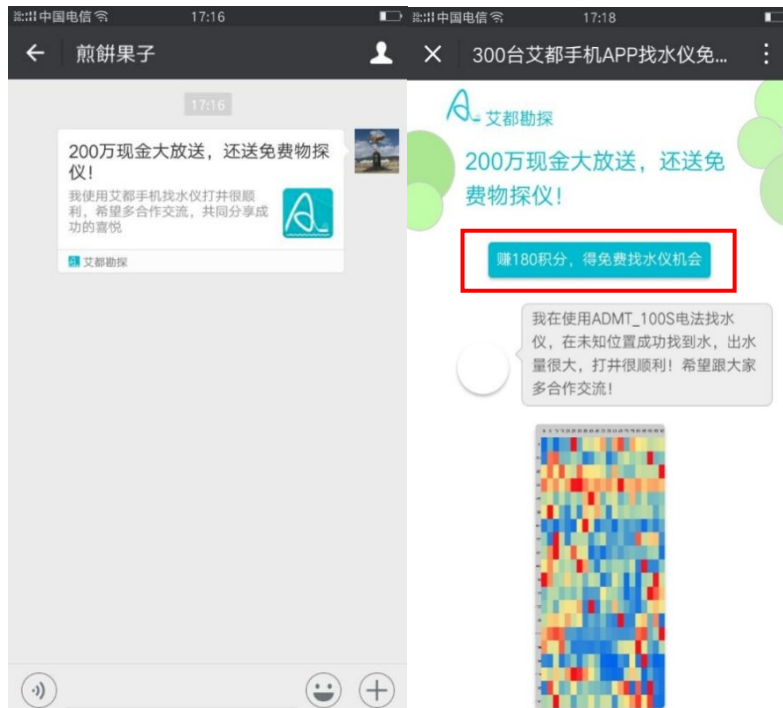 中国电信
17:16
煎餅果子
17:16
200万现金大放送，还送免费物探
仪！
我使用艾都手机找水仪打井很顺
利，希望多合作交流，共同分享成
功的喜悦
艾都勘探
中国电信
17:18
300台艾都手机APP找水仪免...
艾都勘探
200万现金大放送，还送免
费物探仪！
赚180积分，得免费找水仪机会
我在使用ADMT_100S电法找水
仪，在未知位置成功找到水，出水
量很大，打井很顺利！希望跟大家
多合作交流！